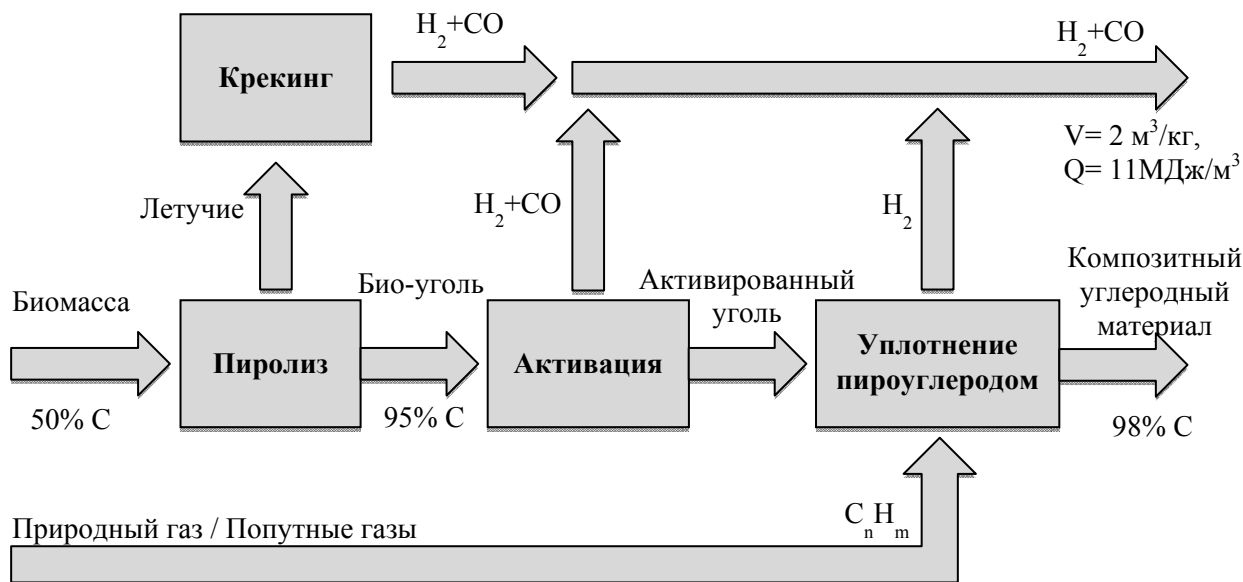 H₂+CO
H₂+CO
Крекинг
V= 2 м³/кг,
Q= 11МДж/м³
Летучие
H₂+CO
H₂
Биомасса
Био-уголь
Активированный
уголь
Композитный
углеродный
материал
Пиролиз
Активация
Уплотнение
пироуглеродом
50% С
95% С
98% С
Природный газ / Попутные газы
CₙHₘ